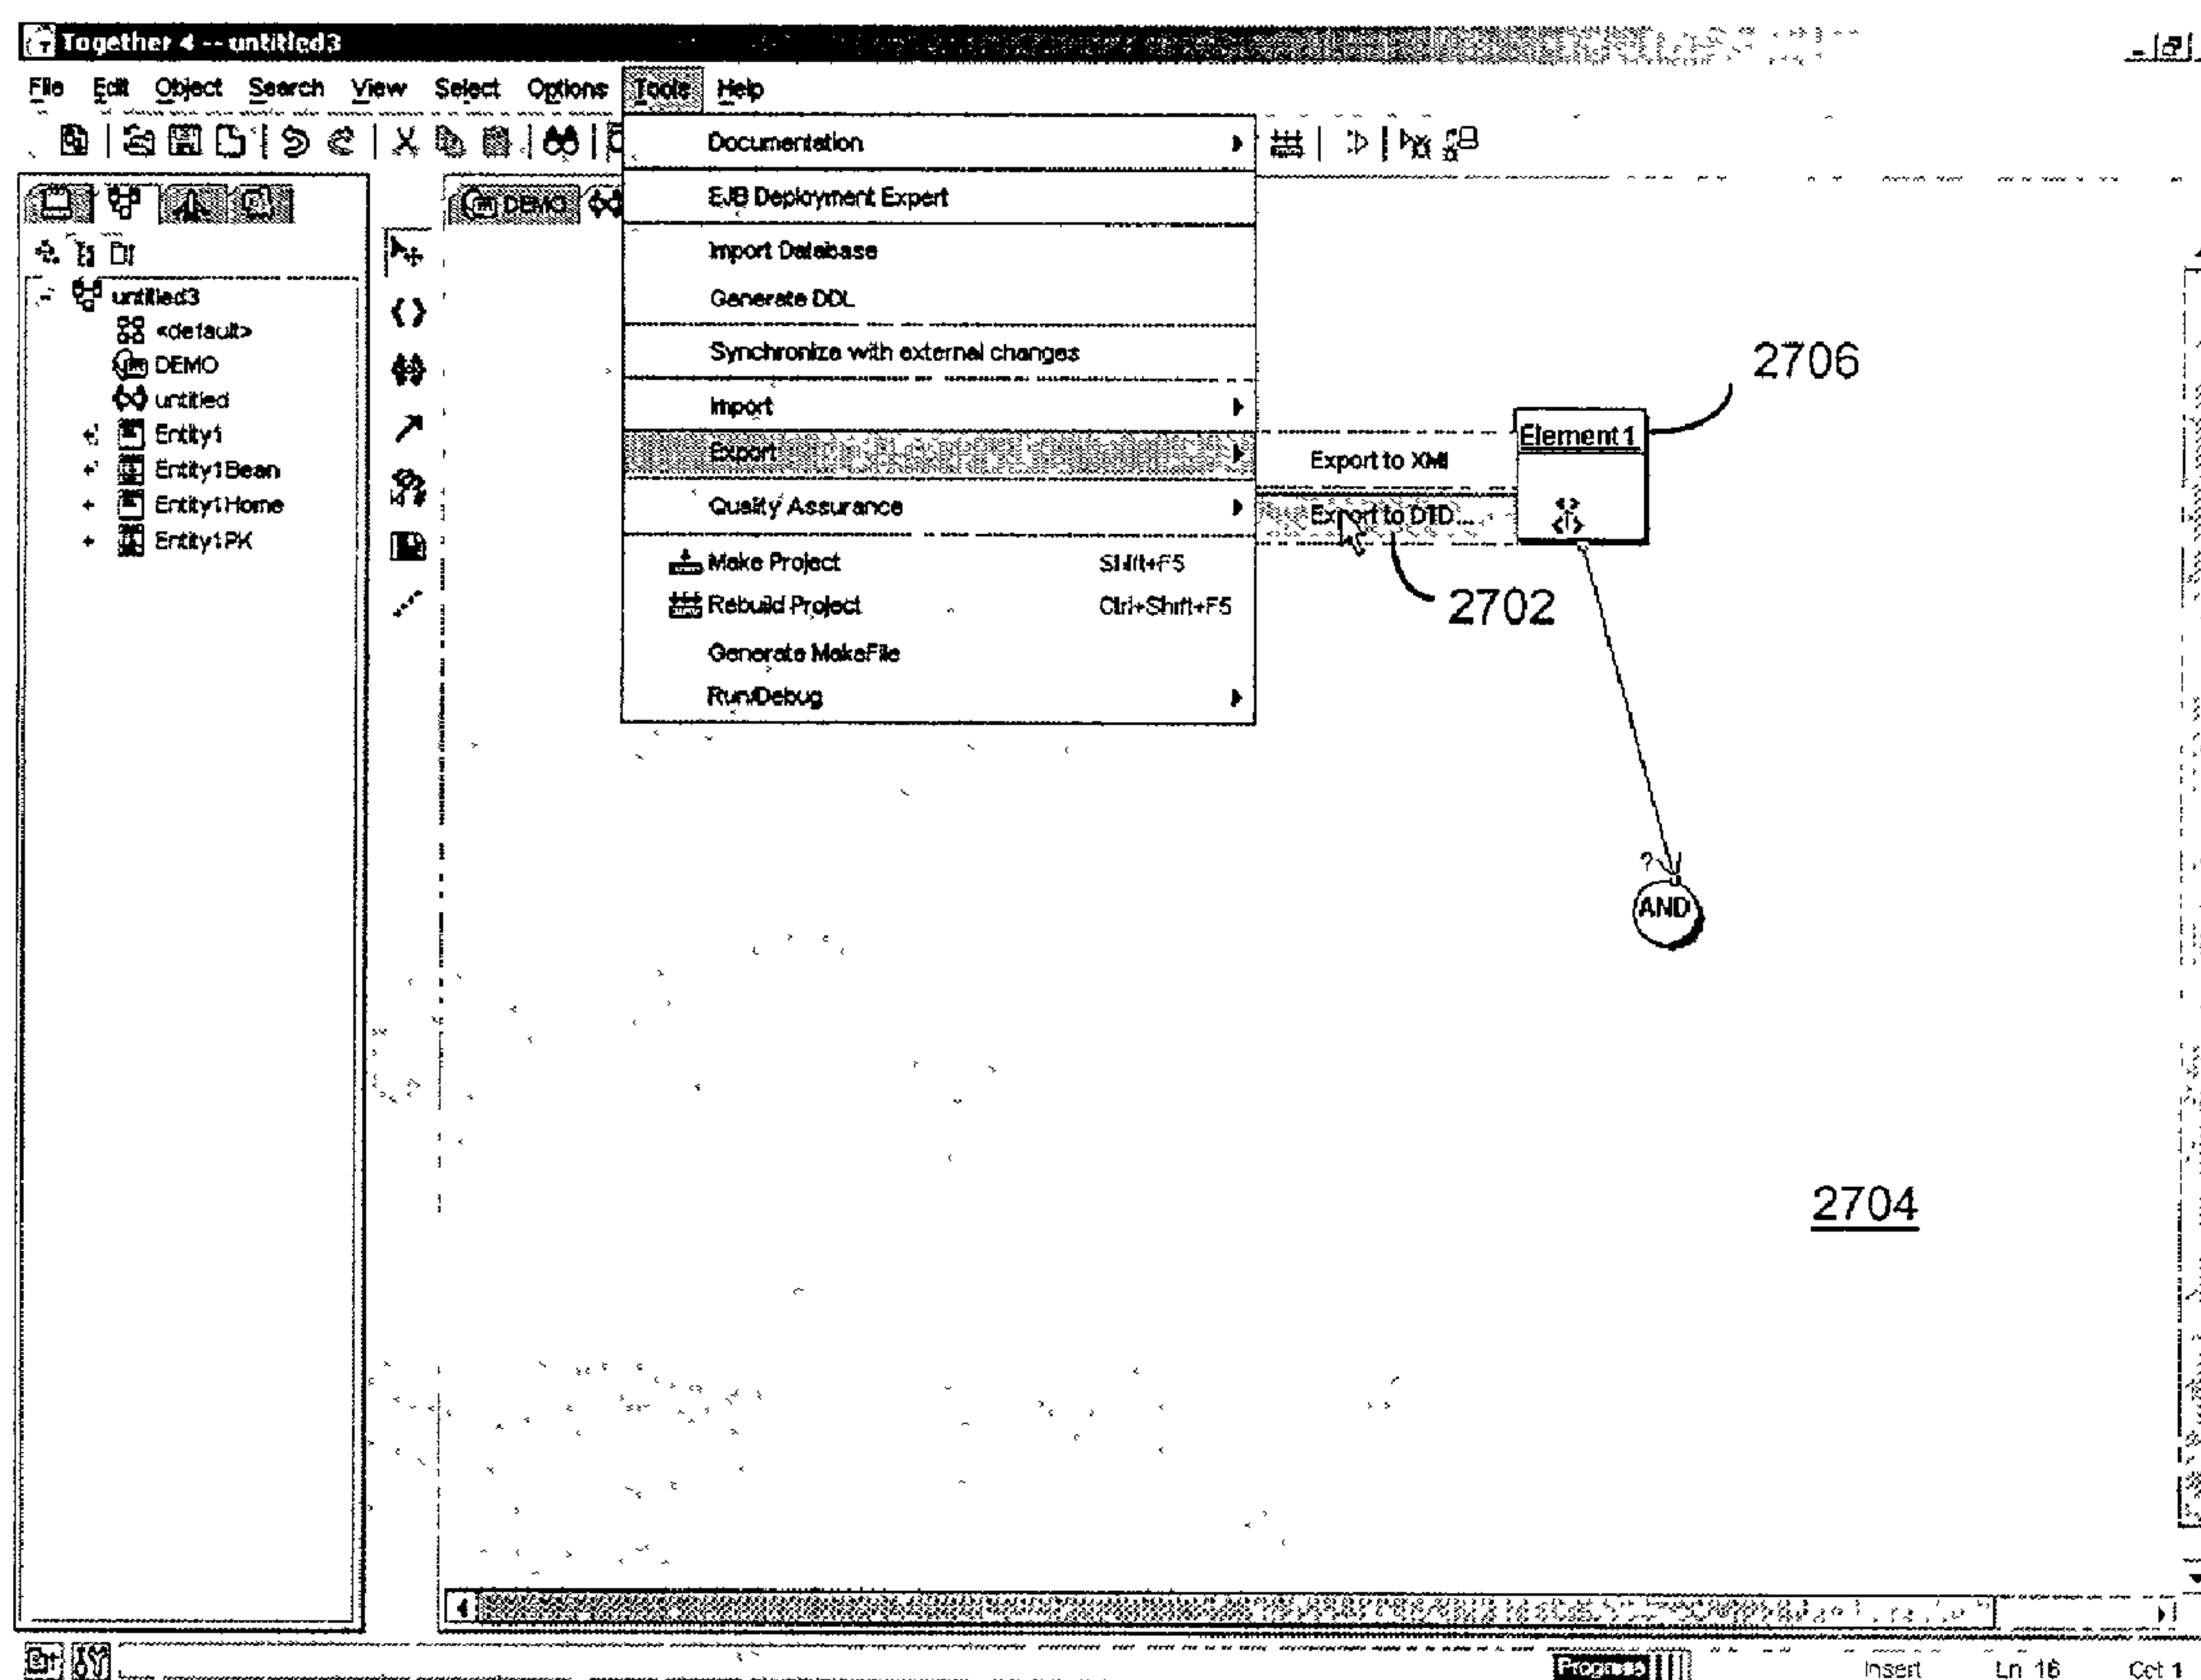 Together 4 -- untitled3
File Edit Object Search View Select Options Tools Help
DEMO
untitled3
<default>
DEMO
untitled
Entity1
Entity1Bean
Entity1Home
Entity1PK
Documentation
EJB Deployment Expert
Import Database
Generate DDL
Synchronize with external changes
Import
Export
Quality Assurance
Make Project Shift+F5
Rebuild Project Ctrl+Shift+F5
Generate MakeFile
Run/Debug
Export to XMI
Export to DTD...
Element1
2706
2702
?
AND
2704
Progress
Insert Ln 16 Col 1